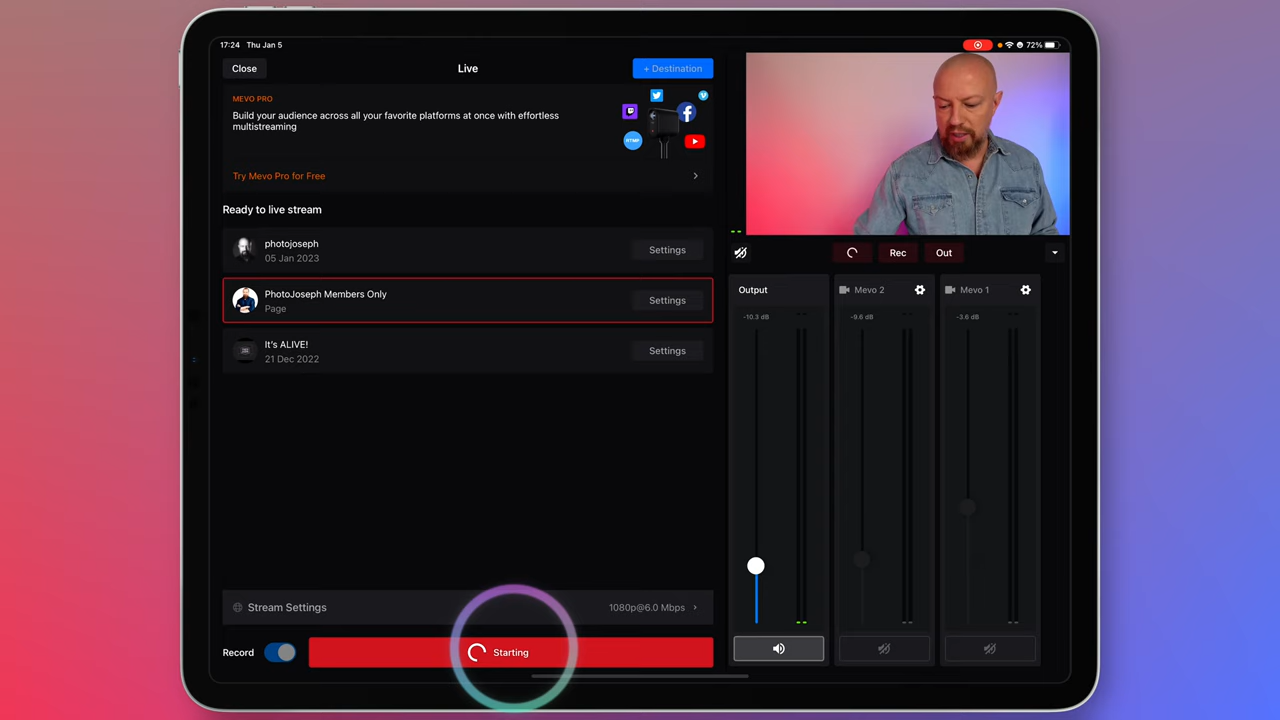 17:24 Thu Jan 5
72%
Close
Live
+ Destination
MEVO PRO
Build your audience across all your favorite platforms at once with effortless
multistreaming
RTMP
Try Mevo Pro for Free
Ready to live stream
photojoseph
05 Jan 2023
Settings
PhotoJoseph Members Only
Page
Settings
It's ALIVE!
21 Dec 2022
Settings
Stream Settings
1080p@6.0 Mbps
Record
Starting
Rec
Out
Output
Mevo 2
Mevo 1
-10.3 dB
-9.6 dB
-3.6 dB